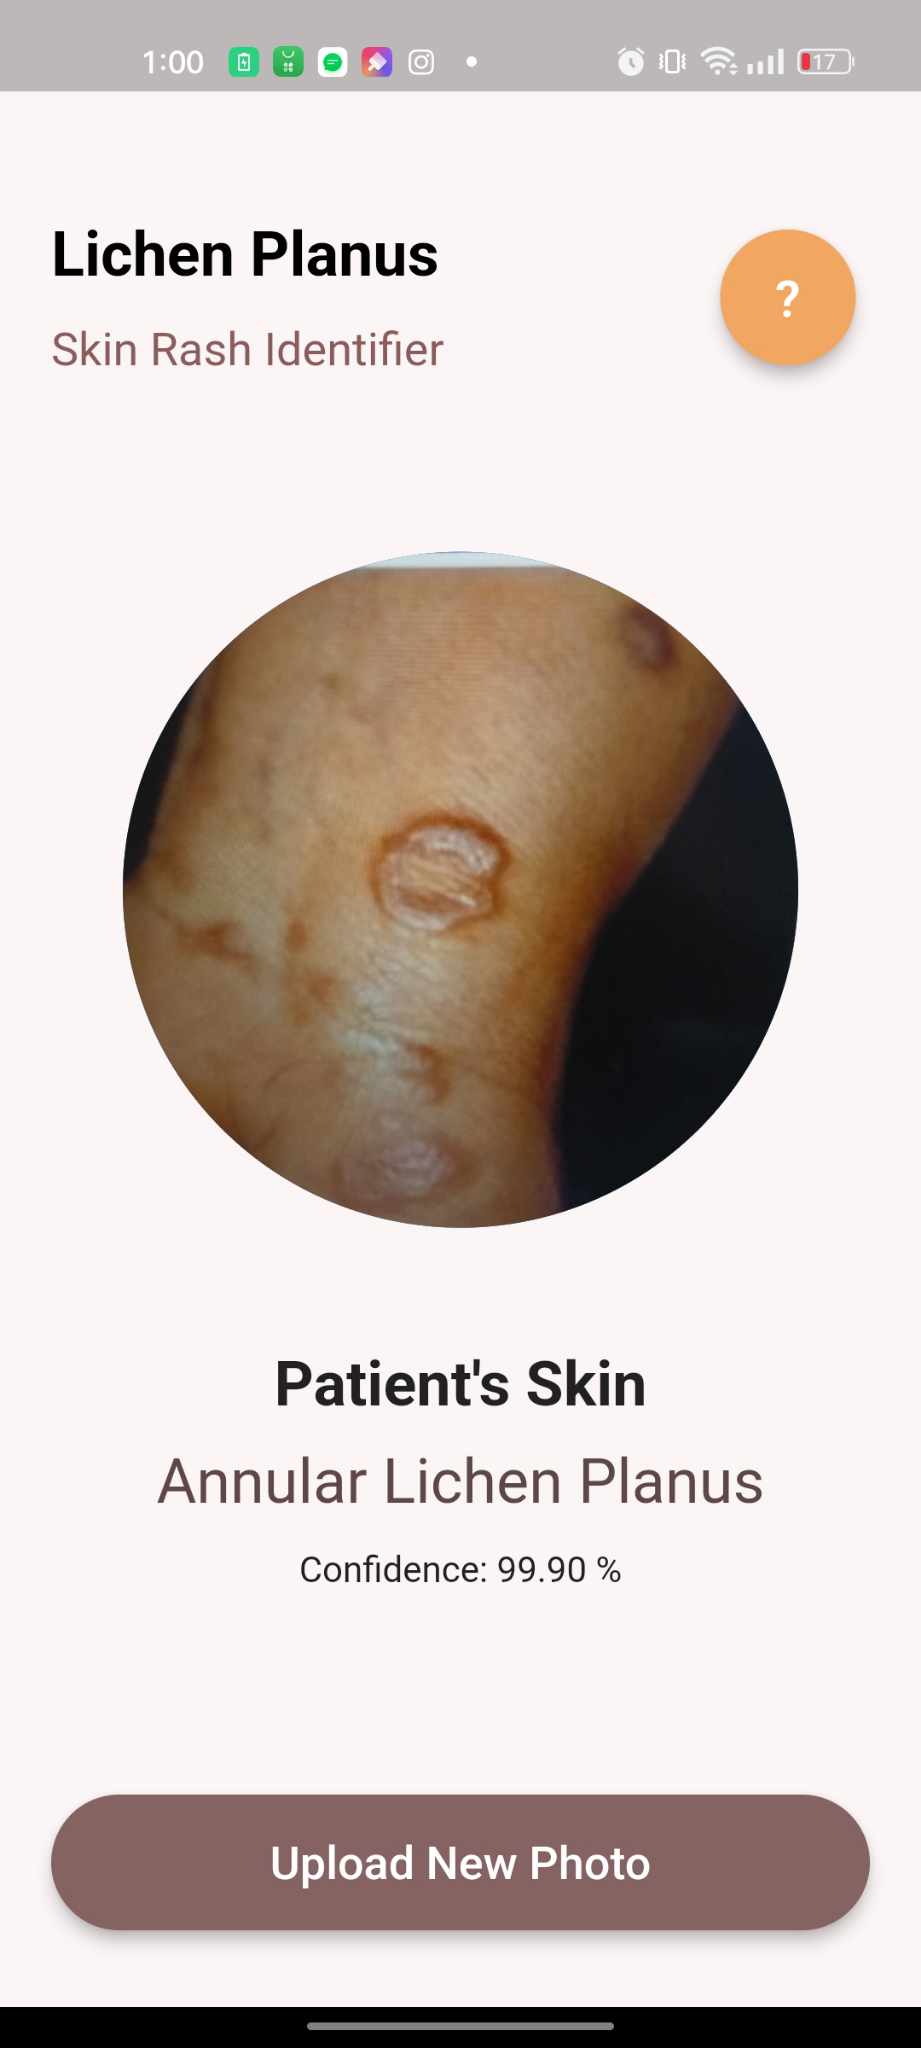 1:00
17
Lichen Planus
?
Skin Rash Identifier
Patient's Skin
Annular Lichen Planus
Confidence: 99.90 %
Upload New Photo